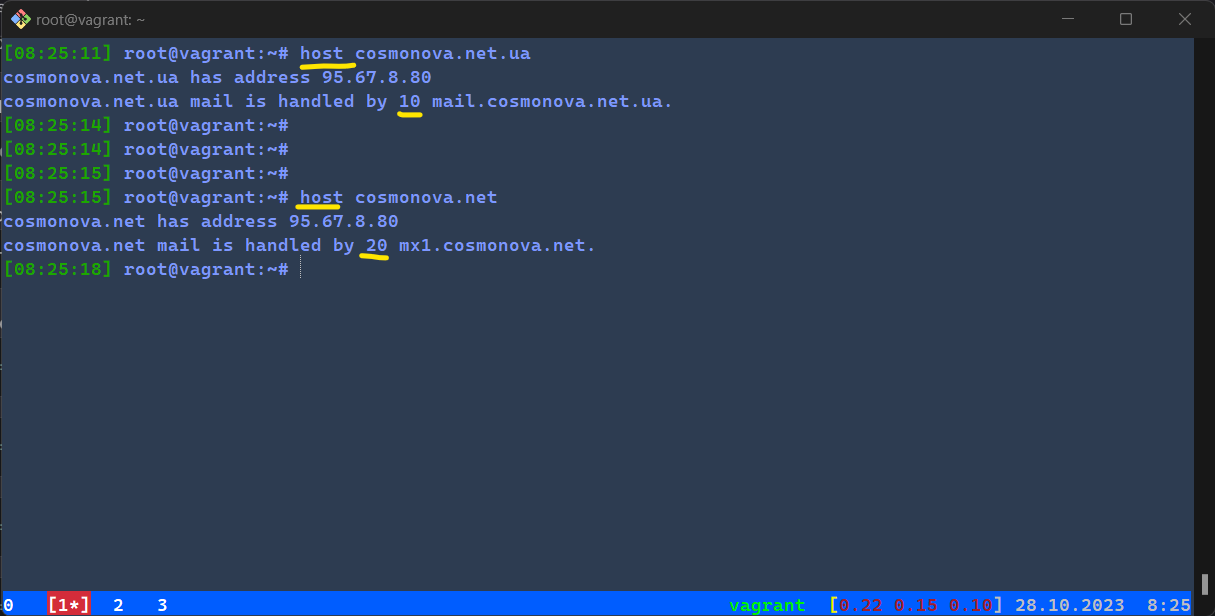 root@vagrant: ~
[08:25:11] root@vagrant:~# host cosmonova.net.ua
cosmonova.net.ua has address 95.67.8.80
cosmonova.net.ua mail is handled by 10 mail.cosmonova.net.ua.
[08:25:14] root@vagrant:~#
[08:25:14] root@vagrant:~#
[08:25:15] root@vagrant:~#
[08:25:15] root@vagrant:~# host cosmonova.net
cosmonova.net has address 95.67.8.80
cosmonova.net mail is handled by 20 mx1.cosmonova.net.
[08:25:18] root@vagrant:~#
0 [1*] 2 3 vagrant [0.22 0.15 0.10] 28.10.2023 8:25